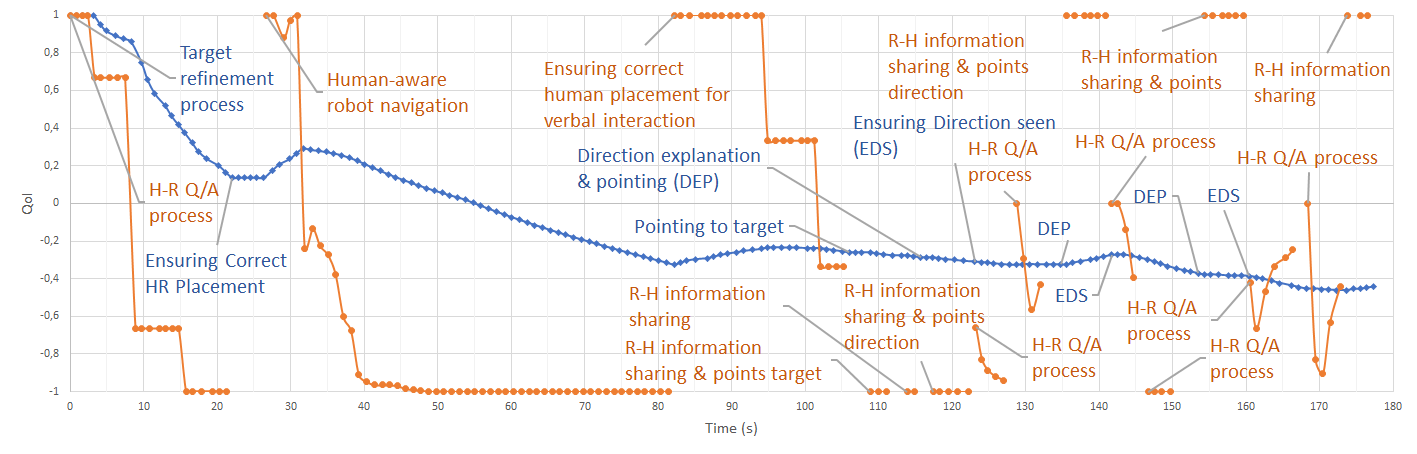 1
0,8
0,6
0,4
0,2
0
-0,2
-0,4
-0,6
-0,8
-1
QoI
Target
refinement
process
H-R Q/A
process
Ensuring Correct
HR Placement
Human-aware
robot navigation
Ensuring correct
human placement for
verbal interaction
Direction explanation
& pointing (DEP)
Pointing to target
R-H information
sharing
R-H information
sharing & points target
R-H information
sharing & points
direction
Ensuring Direction seen
(EDS)
H-R Q/A
process
R-H information
sharing & points
direction
H-R Q/A
process
DEP
EDS
R-H information
sharing & points
H-R Q/A process
DEP
EDS
H-R Q/A
process
H-R Q/A
process
R-H information
sharing
H-R Q/A process
0
10
20
30
40
50
60
70
80
90
100
110
120
130
140
150
160
170
180
Time (s)